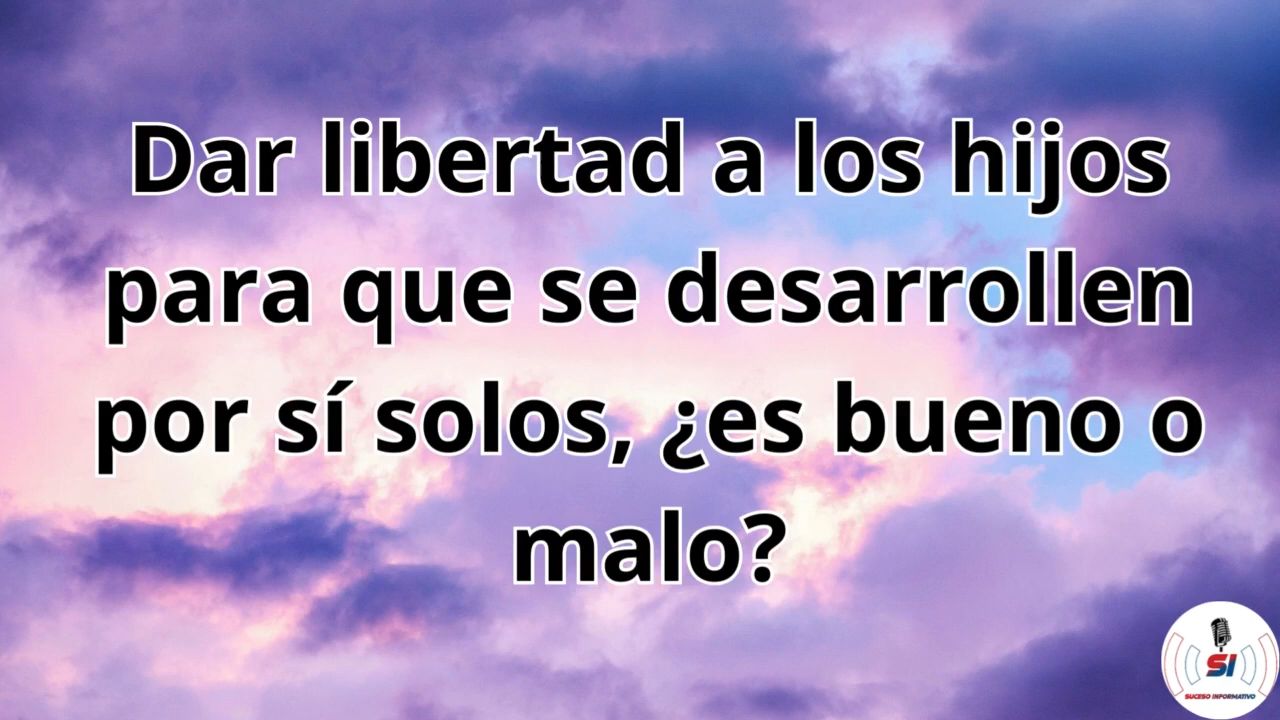 Dar libertad a los hijos
para que se desarrollen
por sí solos, ¿es bueno o
malo?
SI
SUCESO INFORMATIVO